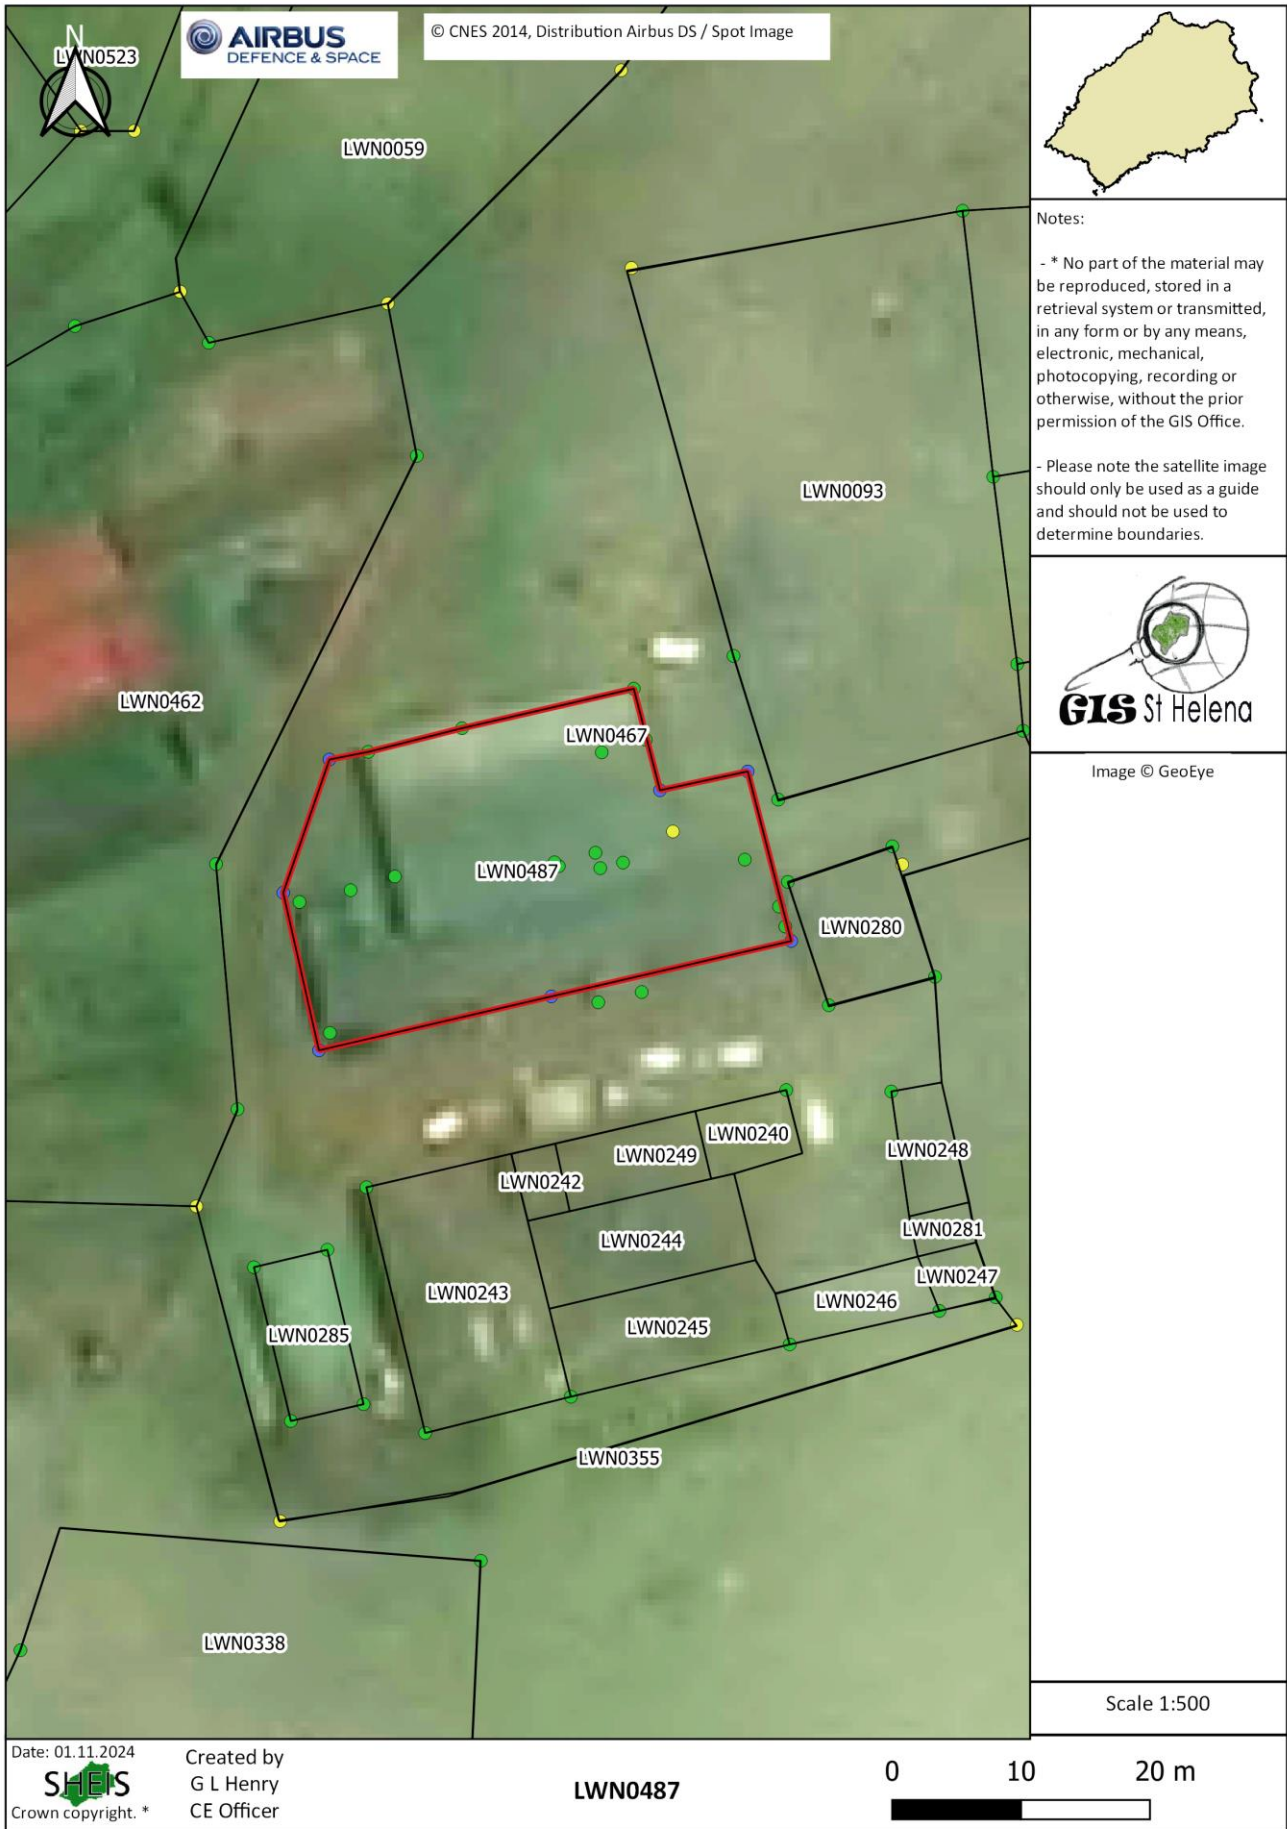 N
LWN0523
AIRBUS
DEFENCE & SPACE
© CNES 2014, Distribution Airbus DS / Spot Image
LWN0059
LWN0093
LWN0462
LWN0467
LWN0487
LWN0280
LWN0240
LWN0249
LWN0242
LWN0248
LWN0244
LWN0281
LWN0243
LWN0247
LWN0246
LWN0245
LWN0285
LWN0355
LWN0338
Notes:
- * No part of the material may
be reproduced, stored in a
retrieval system or transmitted,
in any form or by any means,
electronic, mechanical,
photocopying, recording or
otherwise, without the prior
permission of the GIS Office.
- Please note the satellite image
should only be used as a guide
and should not be used to
determine boundaries.
GIS St Helena
Image © GeoEye
Scale 1:500
Date: 01.11.2024
SHEIS
Crown copyright. *
Created by
G L Henry
CE Officer
LWN0487
0 10 20 m